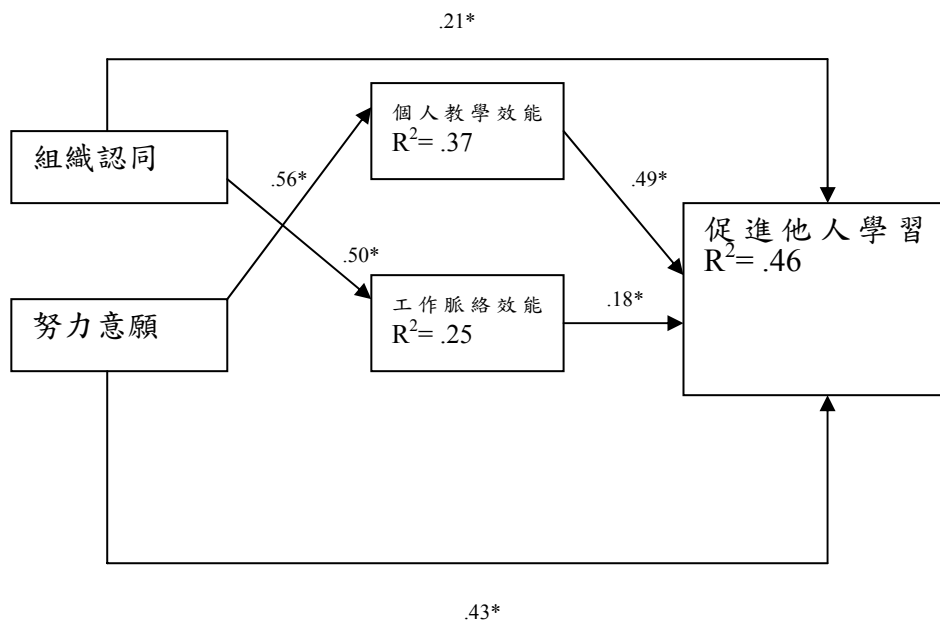 .21*
個人教學效能
R²= .37
組織認同
.56*
.49*
促進他人學習
R²= .46
.50*
工作脈絡效能
R²= .25
.18*
努力意願
.43*